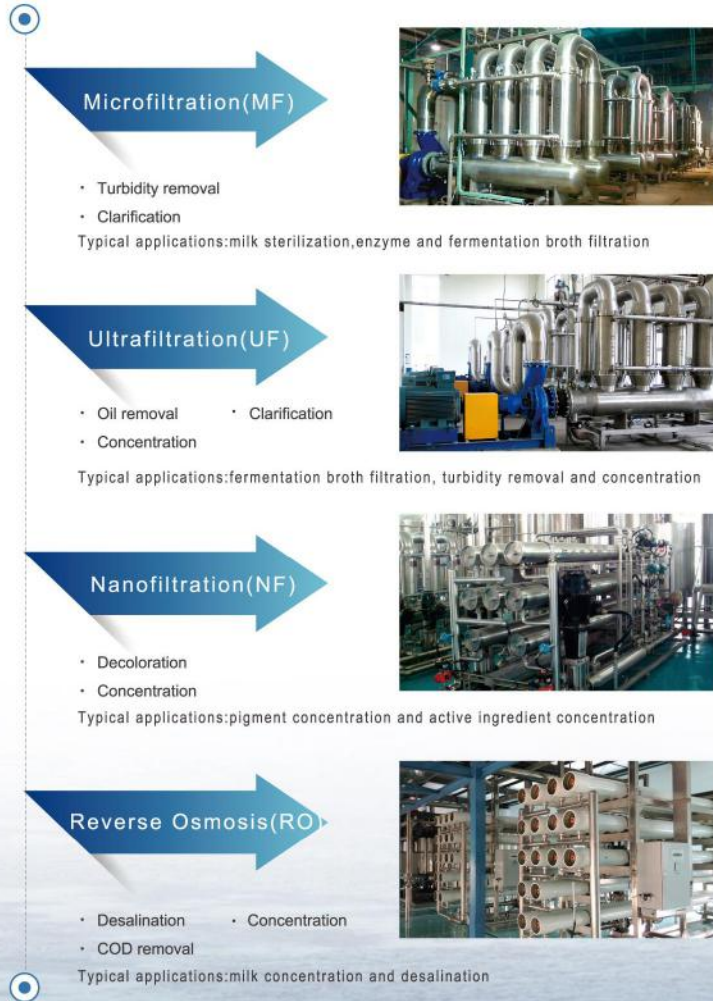 Microfiltration(MF)
· Turbidity removal
· Clarification
Typical applications:milk sterilization,enzyme and fermentation broth filtration
Ultrafiltration(UF)
· Oil removal · Clarification
· Concentration
Typical applications:fermentation broth filtration, turbidity removal and concentration
Nanofiltration(NF)
· Decoloration
· Concentration
Typical applications:pigment concentration and active ingredient concentration
Reverse Osmosis(RO)
· Desalination · Concentration
· COD removal
Typical applications:milk concentration and desalination